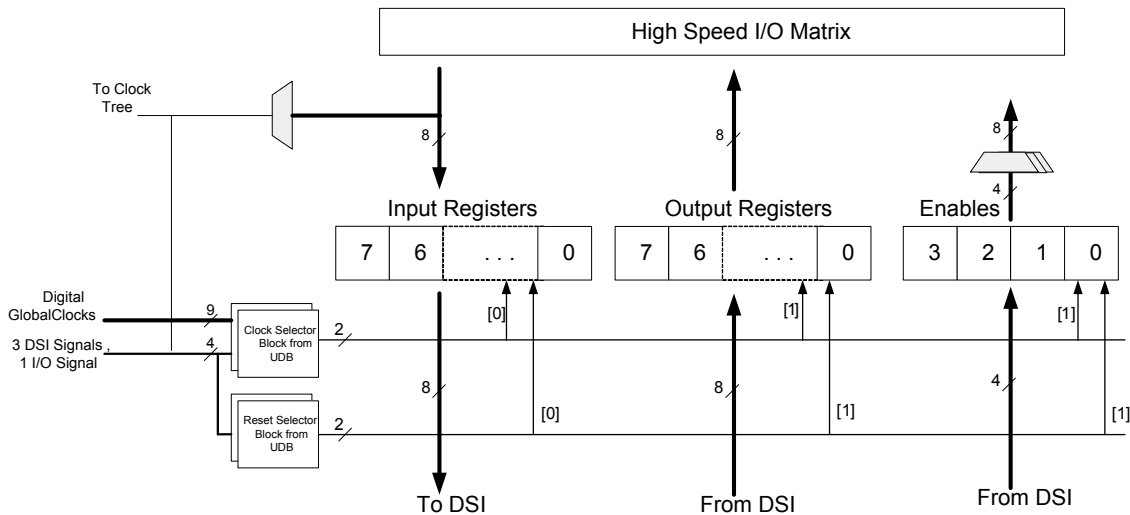 High Speed I/O Matrix
To Clock
Tree
8
8
8
4
Input Registers
Output Registers
Enables
7 6 . . . 0
7 6 . . . 0
3 2 1 0
Digital
GlobalClocks
9
[0]
[1]
[1]
Clock Selector
Block from
UDB
2
3 DSI Signals ,
1 I/O Signal
4
8
8
4
Reset Selector
Block from
UDB
2
[0]
[1]
[1]
To DSI
From DSI
From DSI